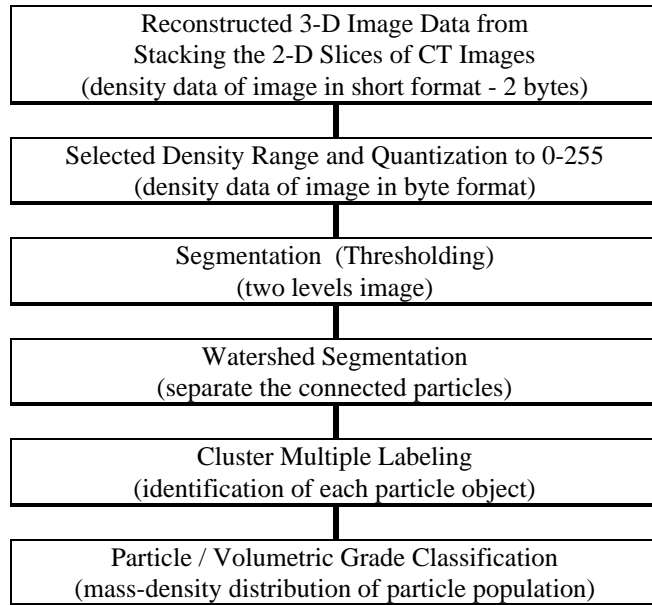 Reconstructed 3-D Image Data from
Stacking the 2-D Slices of CT Images
(density data of image in short format - 2 bytes)
Selected Density Range and Quantization to 0-255
(density data of image in byte format)
Segmentation (Thresholding)
(two levels image)
Watershed Segmentation
(separate the connected particles)
Cluster Multiple Labeling
(identification of each particle object)
Particle / Volumetric Grade Classification
(mass-density distribution of particle population)